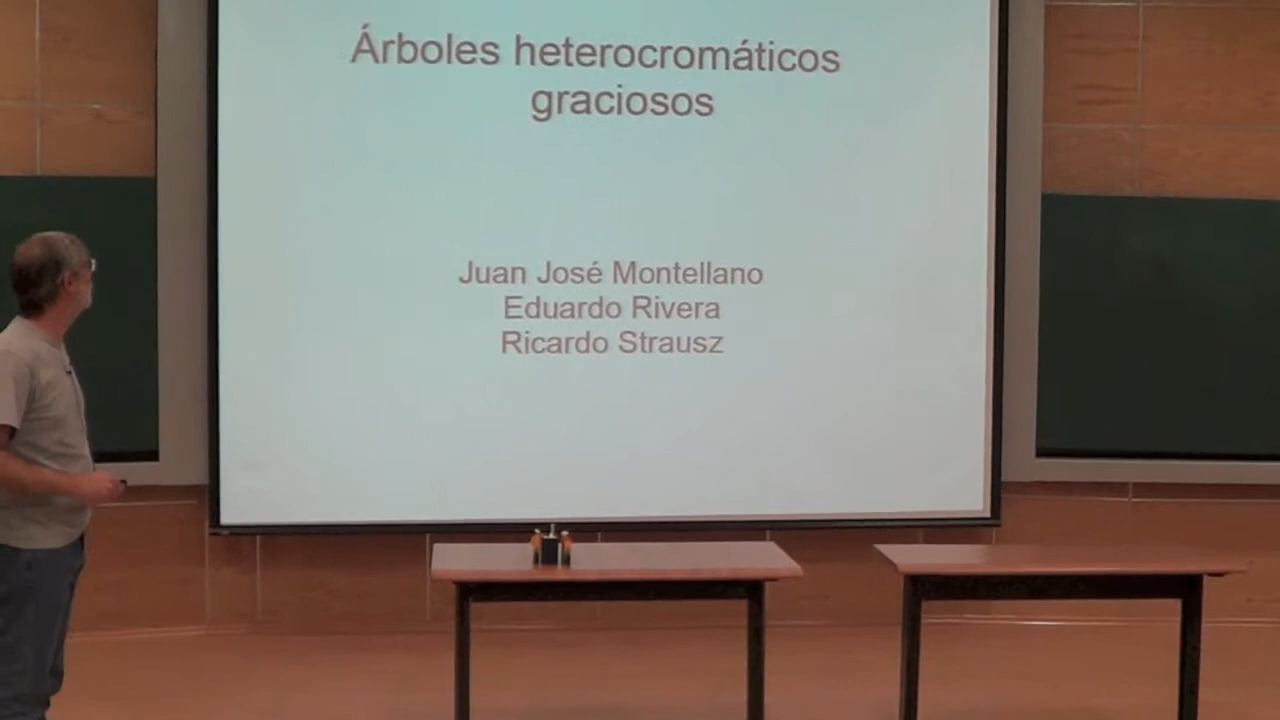 Árboles heterocromáticos
graciosos
Juan José Montellano
Eduardo Rivera
Ricardo Strausz